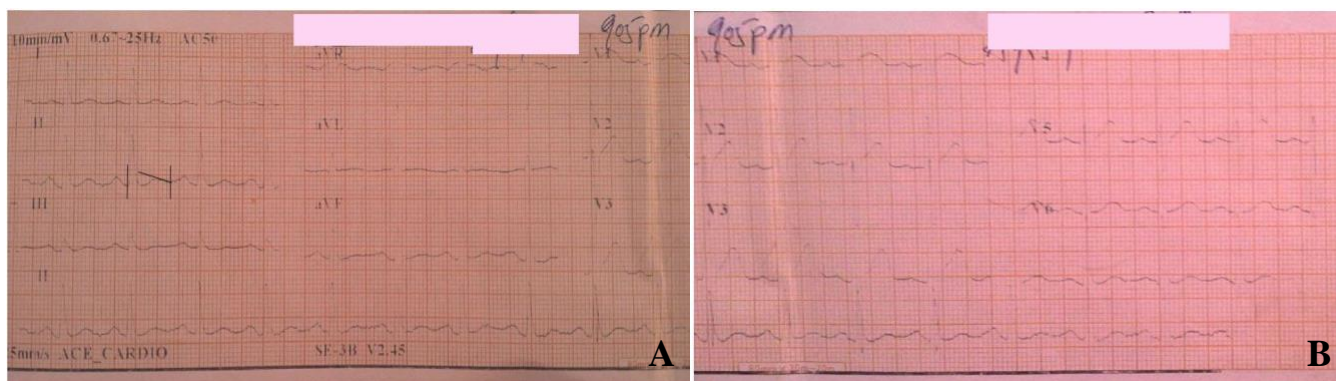 905pm
10mm/mV 0.67~25Hz AC50
I aVR V1
II aVL V2
III aVF V3
II
5mm/s ACE_CARDIO SE-3B V2.45
A
905pm
V1
V2 V5
V3 V6
B